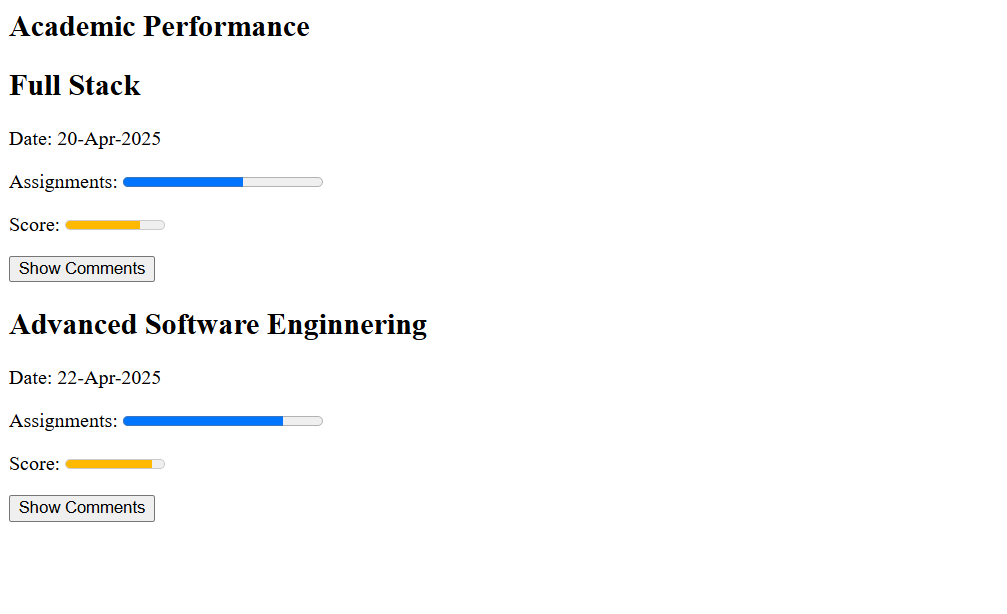 Academic Performance
Full Stack
Date: 20-Apr-2025
Assignments:
Score:
Show Comments
Advanced Software Enginnering
Date: 22-Apr-2025
Assignments:
Score:
Show Comments